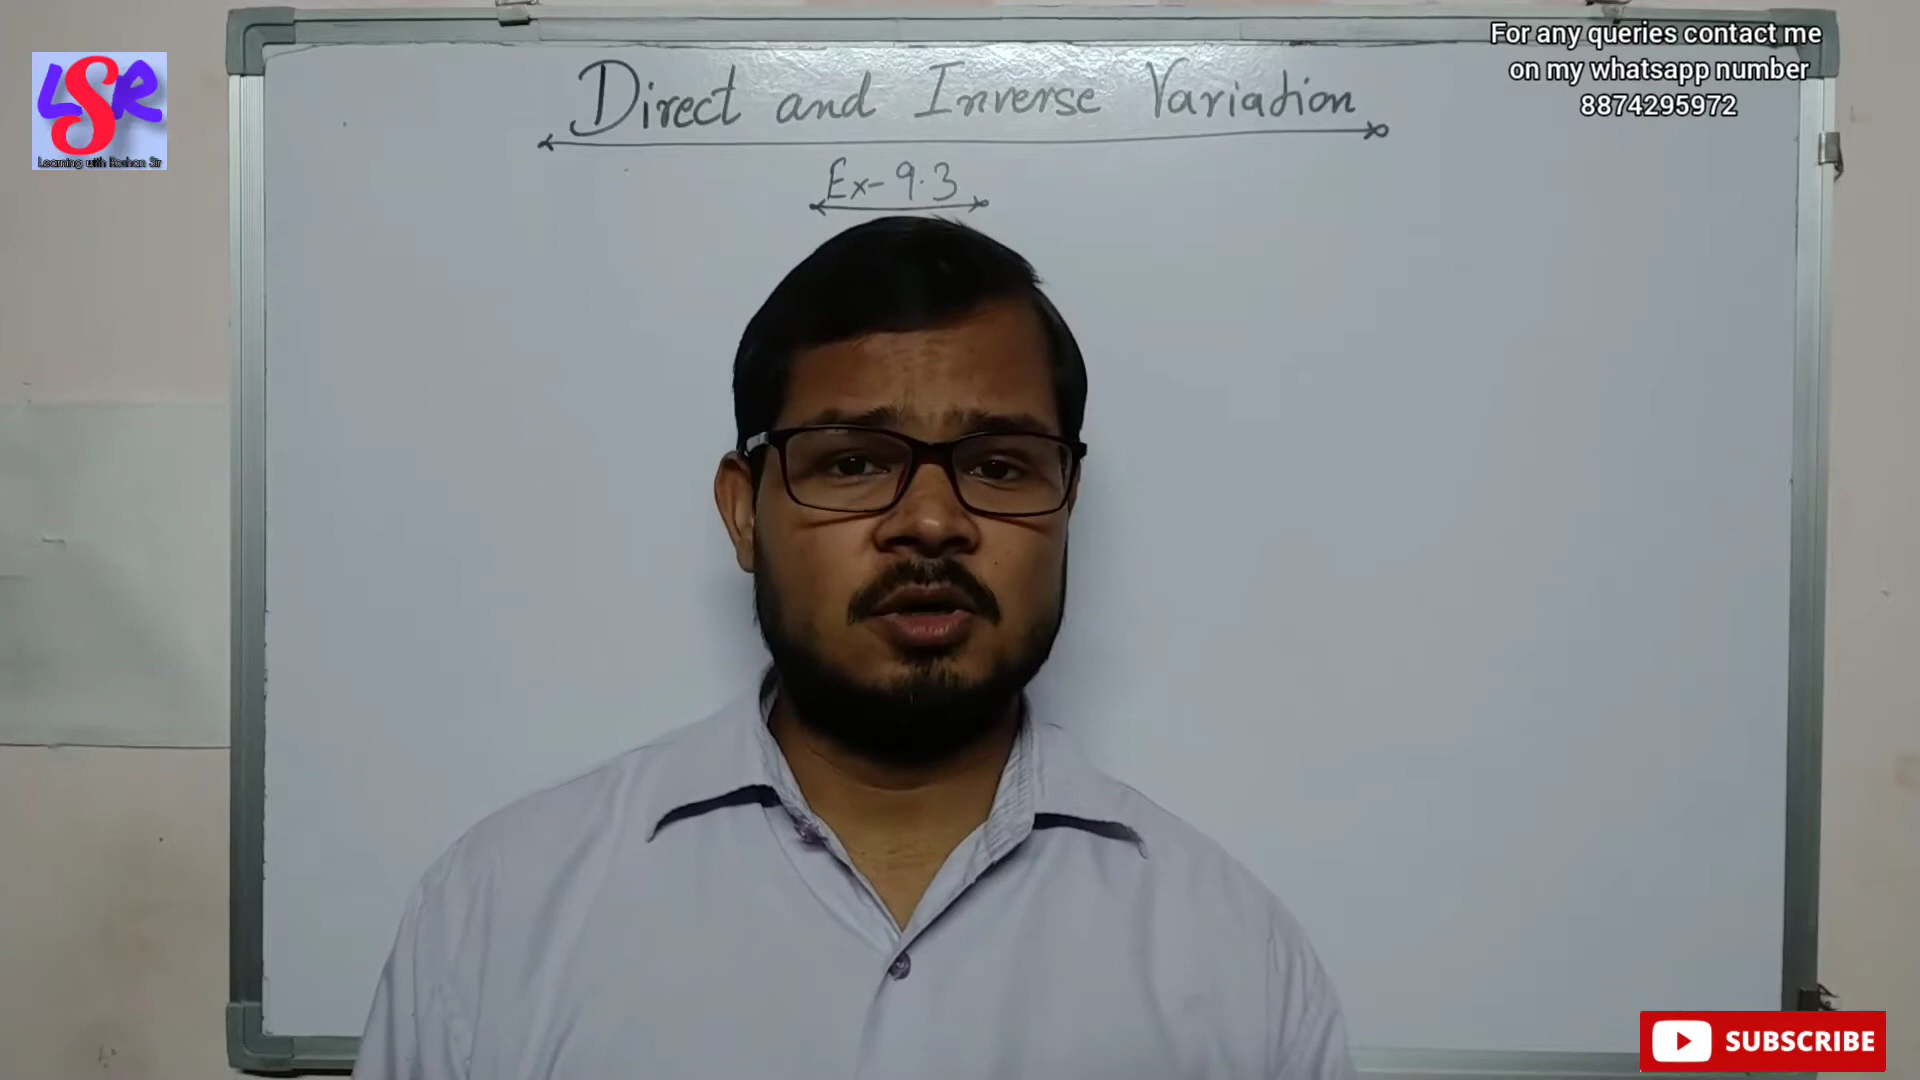 LSR
Learning with Roshan Sir
For any queries contact me
on my whatsapp number
8874295972
Direct and Inverse Variation
Ex-9.3
SUBSCRIBE